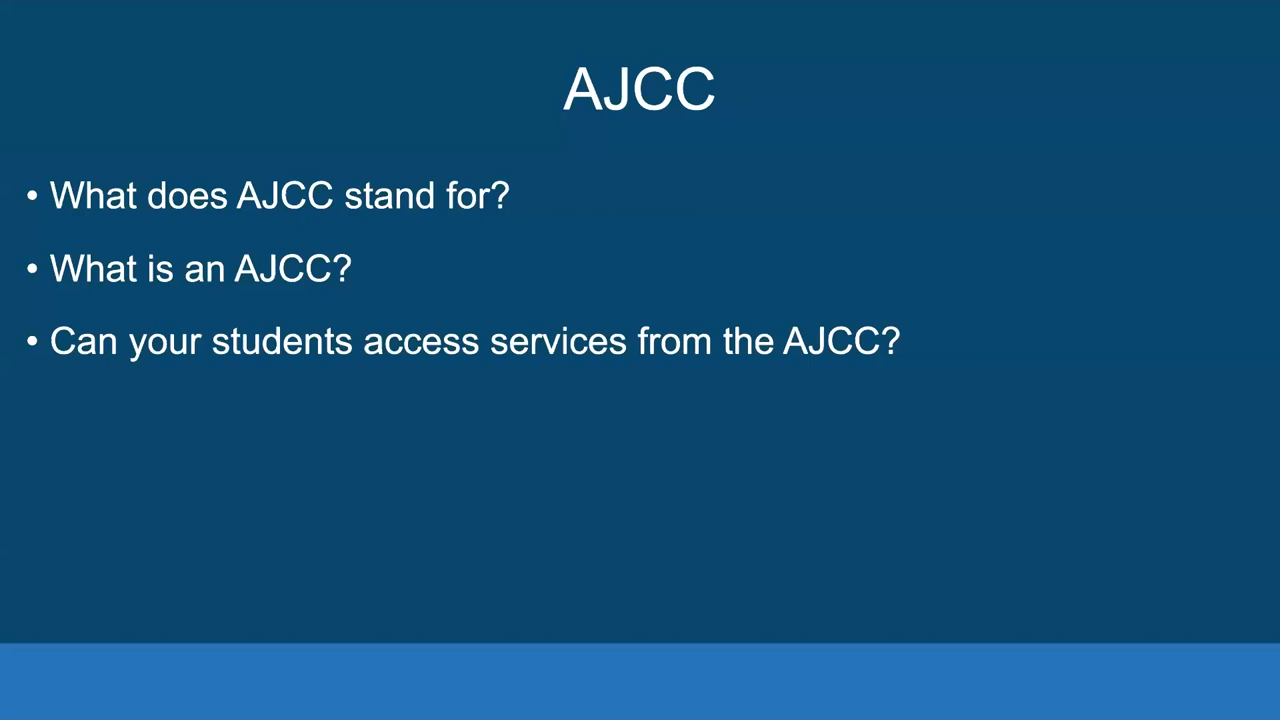 AJCC
• What does AJCC stand for?
• What is an AJCC?
• Can your students access services from the AJCC?